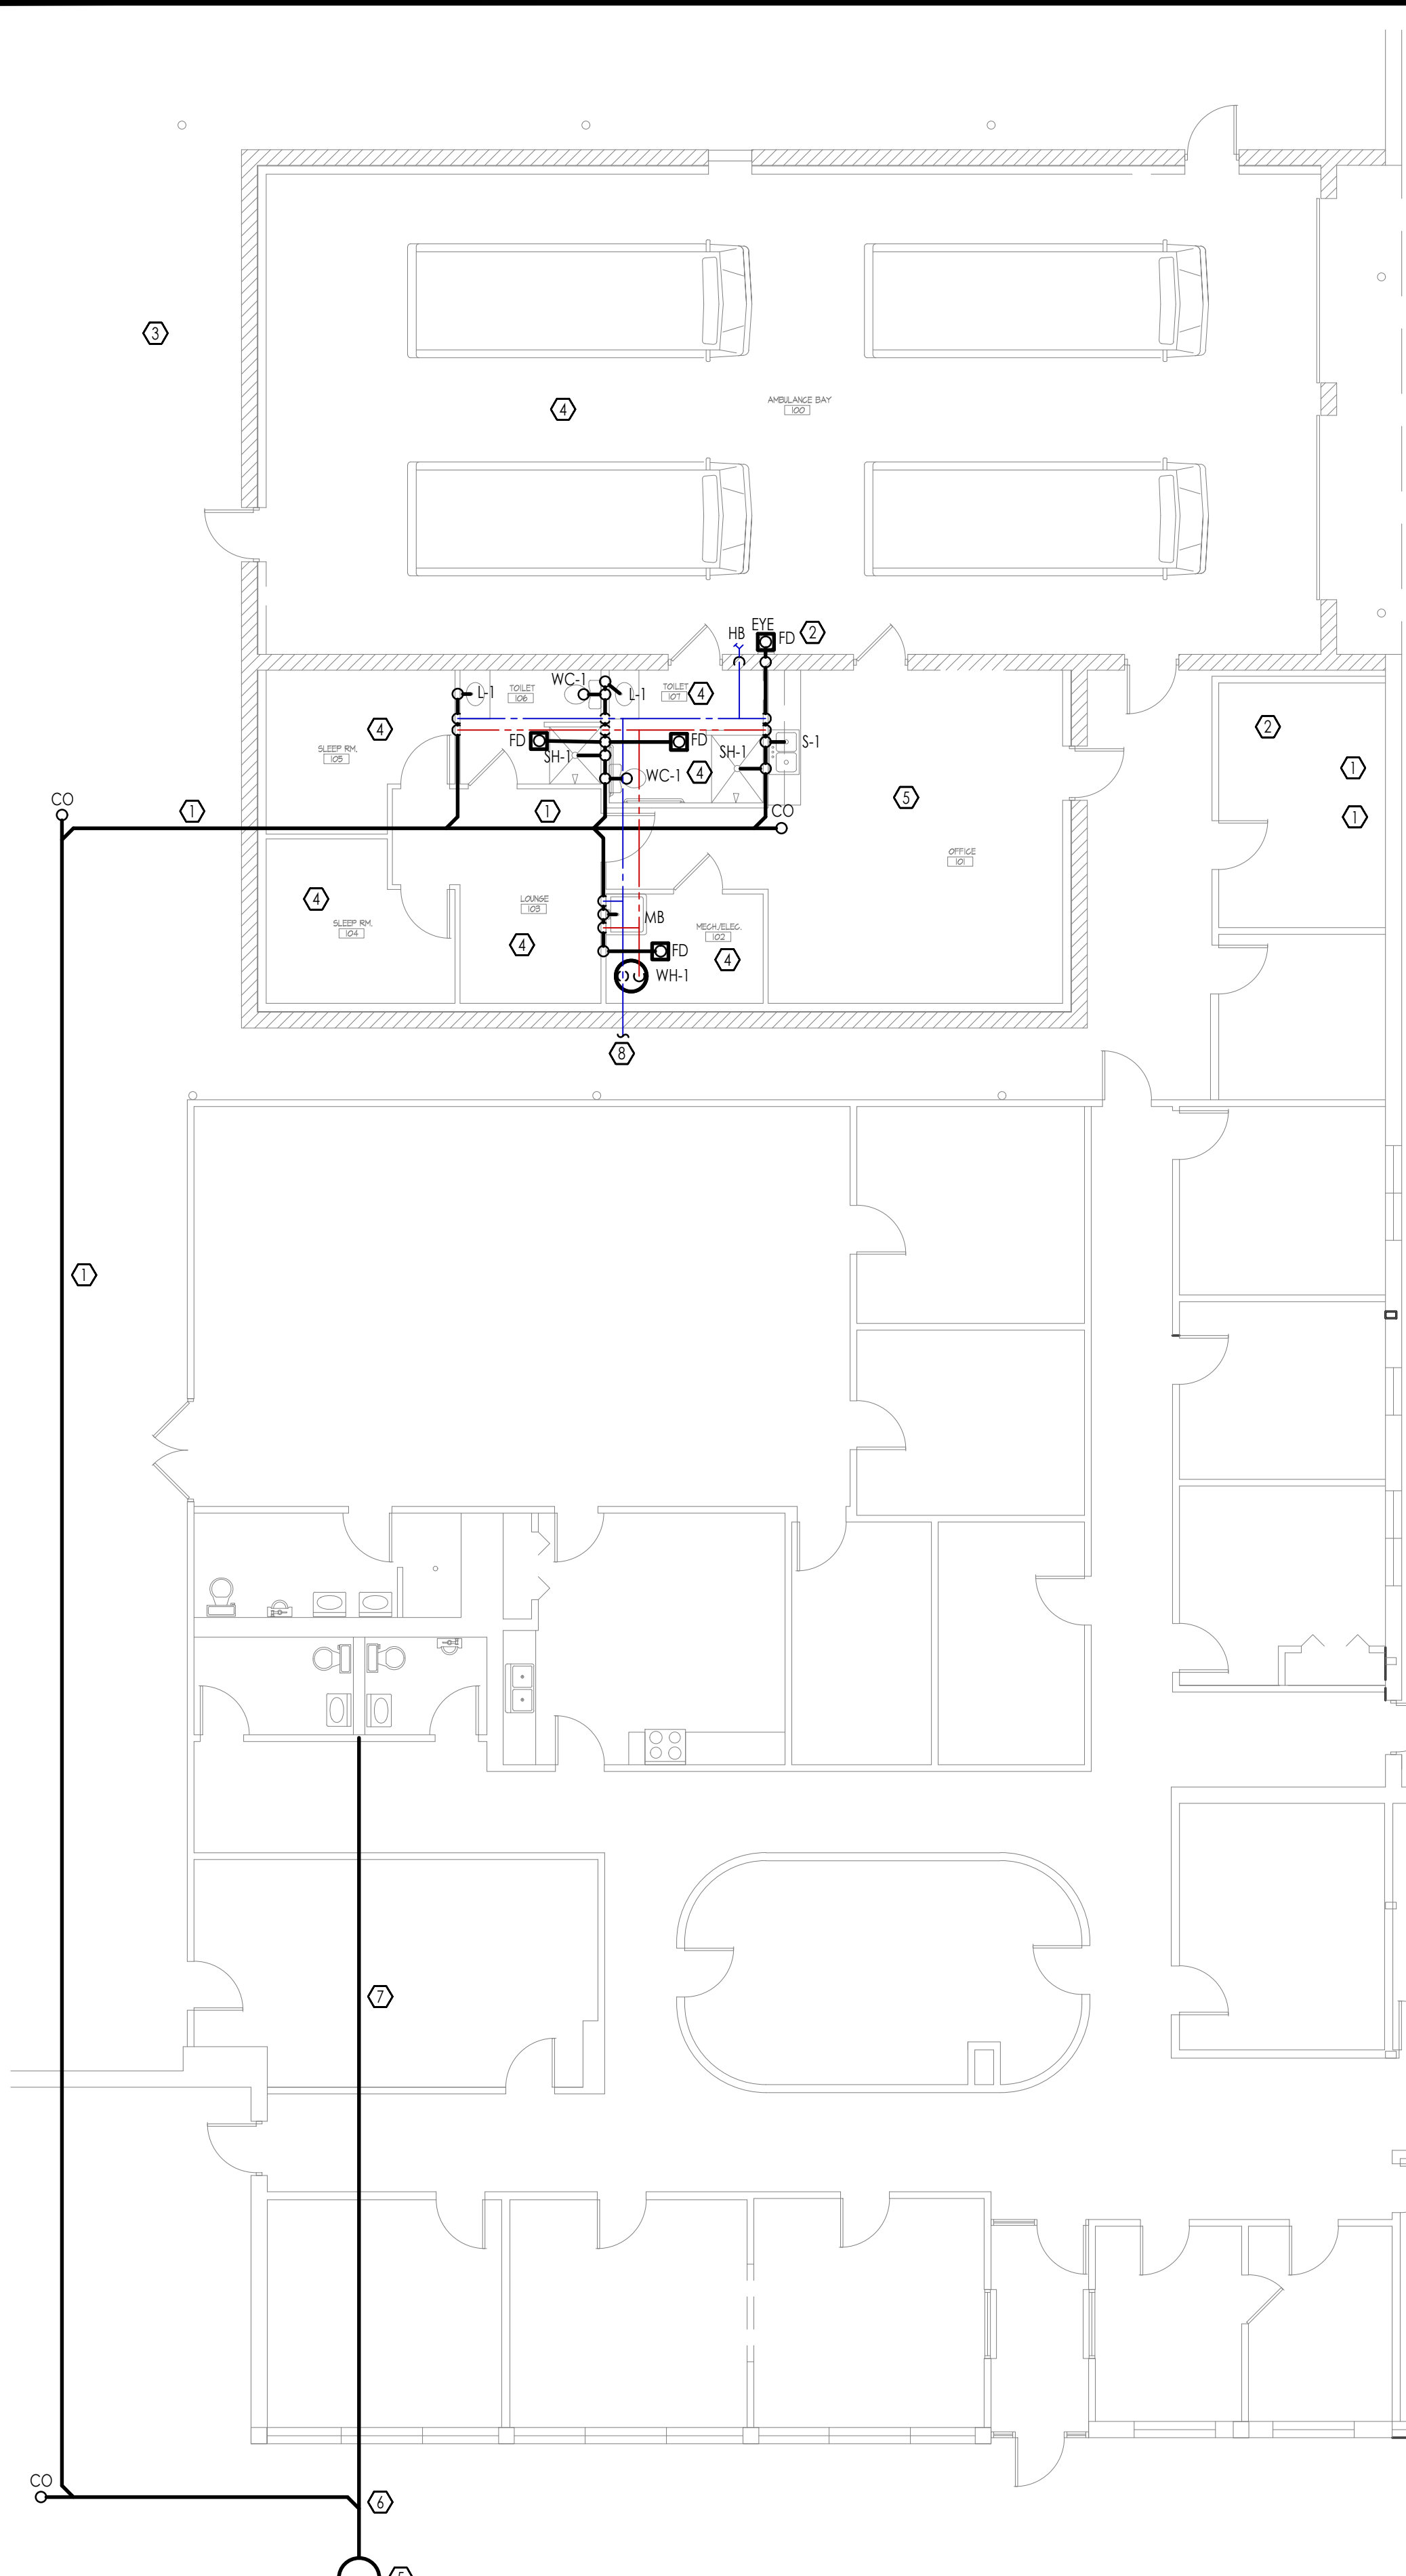 3
4
AMBULANCE BAY
100
EYE
HB
FD
2
WC-1
L-1
TOILET
106
L-1
TOILET
107
4
4
SLEEP RM.
105
FD
SH-1
FD
SH-1
S-1
WC-1
4
2
1
1
CO
1
1
CO
5
OFFICE
101
4
SLEEP RM.
104
LOUNGE
103
4
MB
MECH/ELEC.
102
4
FD
WH-1
8
1
7
CO
6
5